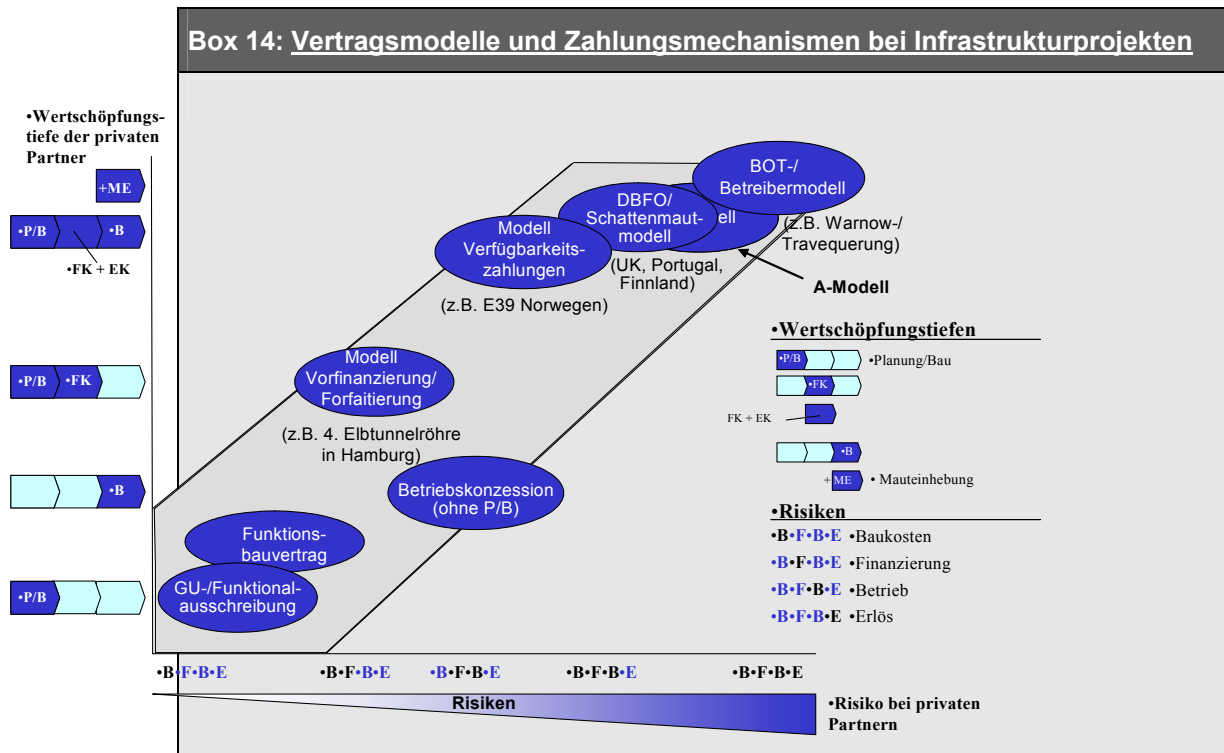 Box 14: Vertragsmodelle und Zahlungsmechanismen bei Infrastrukturprojekten
•Wertschöpfungs-
tiefe der privaten
Partner
+ME
•P/B •B
•FK + EK
•P/B •FK
•B
•P/B
BOT-/
Betreibermodell
(z.B. Warnow-/
Travequerung)
DBFO/
Schattenmaut-
modell
ell
(UK, Portugal,
Finnland)
A-Modell
Modell
Verfügbarkeits-
zahlungen
(z.B. E39 Norwegen)
Modell
Vorfinanzierung/
Forfaitierung
(z.B. 4. Elbtunnelröhre
in Hamburg)
Betriebskonzession
(ohne P/B)
Funktions-
bauvertrag
GU-/Funktional-
ausschreibung
•Wertschöpfungstiefen
•P/B •Planung/Bau
•FK
FK + EK
•B
+ME • Mauteinhebung
•Risiken
•B•F•B•E •Baukosten
•B•F•B•E •Finanzierung
•B•F•B•E •Betrieb
•B•F•B•E •Erlös
•B•F•B•E •B•F•B•E •B•F•B•E •B•F•B•E •B•F•B•E
Risiken
•Risiko bei privaten
Partnern